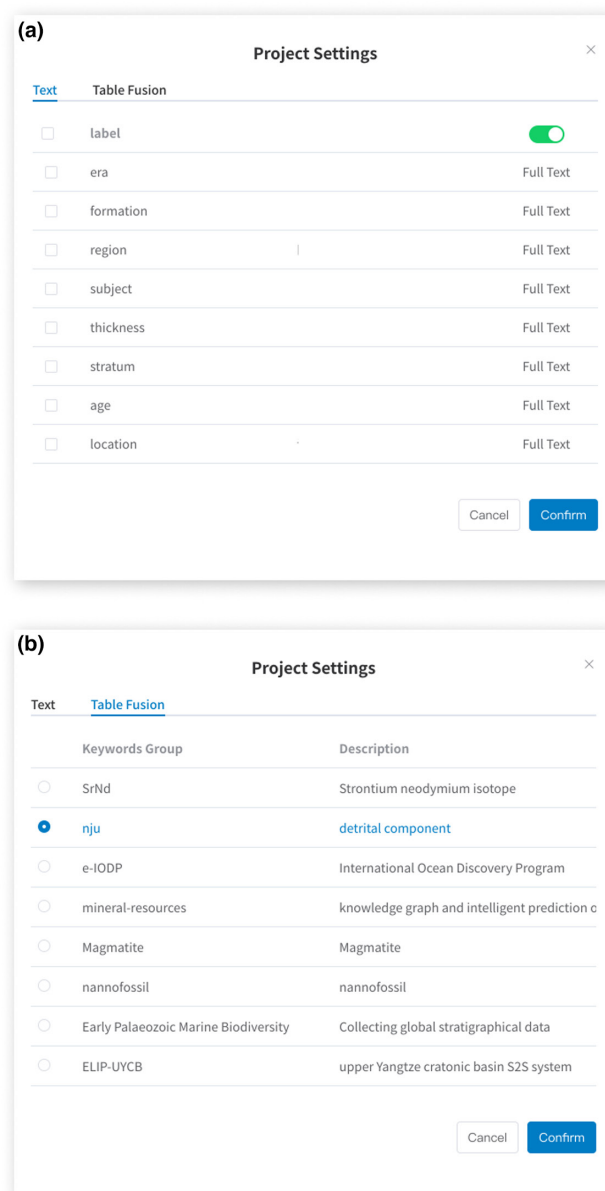 (a)
Project Settings
Text Table Fusion
label
era Full Text
formation Full Text
region Full Text
subject Full Text
thickness Full Text
stratum Full Text
age Full Text
location Full Text
Cancel Confirm
(b)
Project Settings
Text Table Fusion
Keywords Group Description
SrNd Strontium neodymium isotope
nju detrital component
e-IODP International Ocean Discovery Program
mineral-resources knowledge graph and intelligent prediction o
Magmatite Magmatite
nannofossil nannofossil
Early Palaeozoic Marine Biodiversity Collecting global stratigraphical data
ELIP-UYCB upper Yangtze cratonic basin S2S system
Cancel Confirm